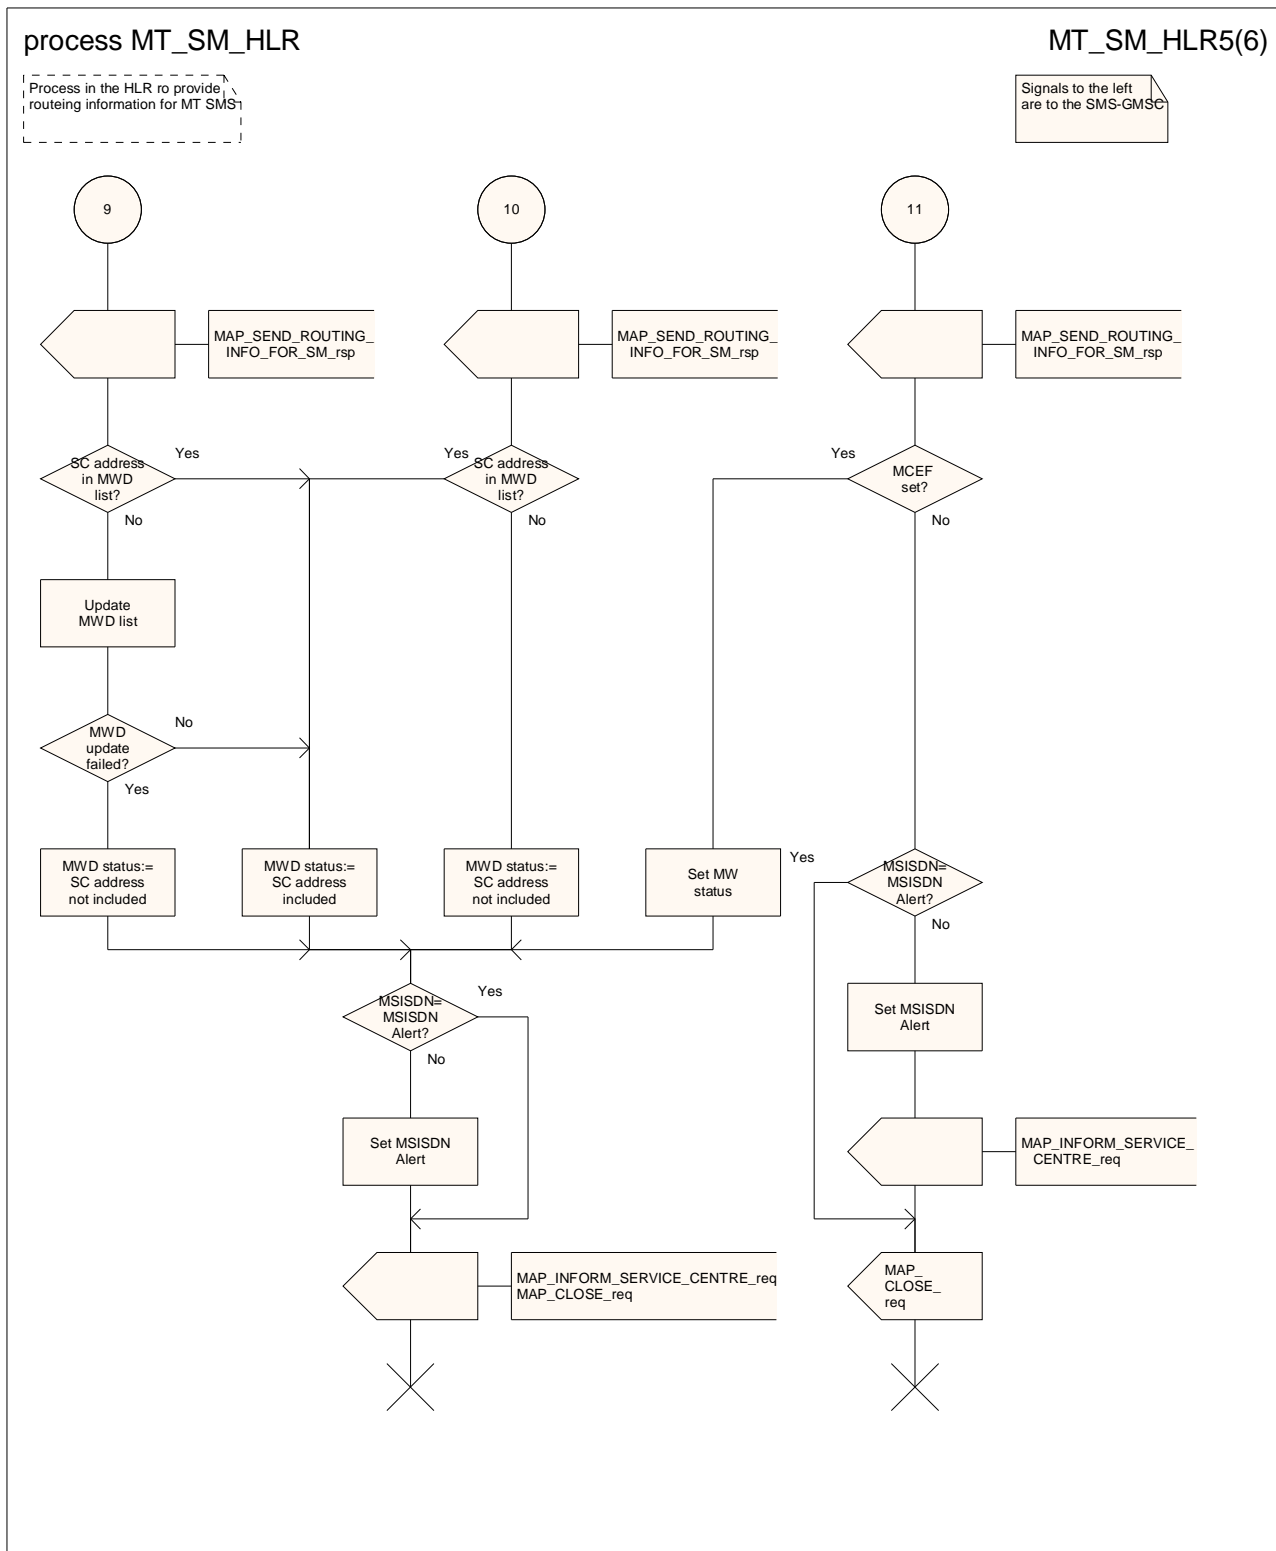 process MT_SM_HLR
MT_SM_HLR5(6)
Process in the HLR ro provide
routeing information for MT SMS
Signals to the left
are to the SMS-GMSC
9
10
11
MAP_SEND_ROUTING_
INFO_FOR_SM_rsp
MAP_SEND_ROUTING_
INFO_FOR_SM_rsp
MAP_SEND_ROUTING_
INFO_FOR_SM_rsp
SC address
in MWD
list?
Yes
No
Yes
SC address
in MWD
list?
No
Yes
MCEF
set?
No
Update
MWD list
MWD
update
failed?
No
Yes
MWD status:=
SC address
not included
MWD status:=
SC address
included
MWD status:=
SC address
not included
Set MW
status
Yes
MSISDN=
MSISDN
Alert?
No
MSISDN=
MSISDN
Alert?
Yes
No
Set MSISDN
Alert
Set MSISDN
Alert
MAP_INFORM_SERVICE_
CENTRE_req
MAP_INFORM_SERVICE_CENTRE_req
MAP_CLOSE_req
MAP_
CLOSE_
req